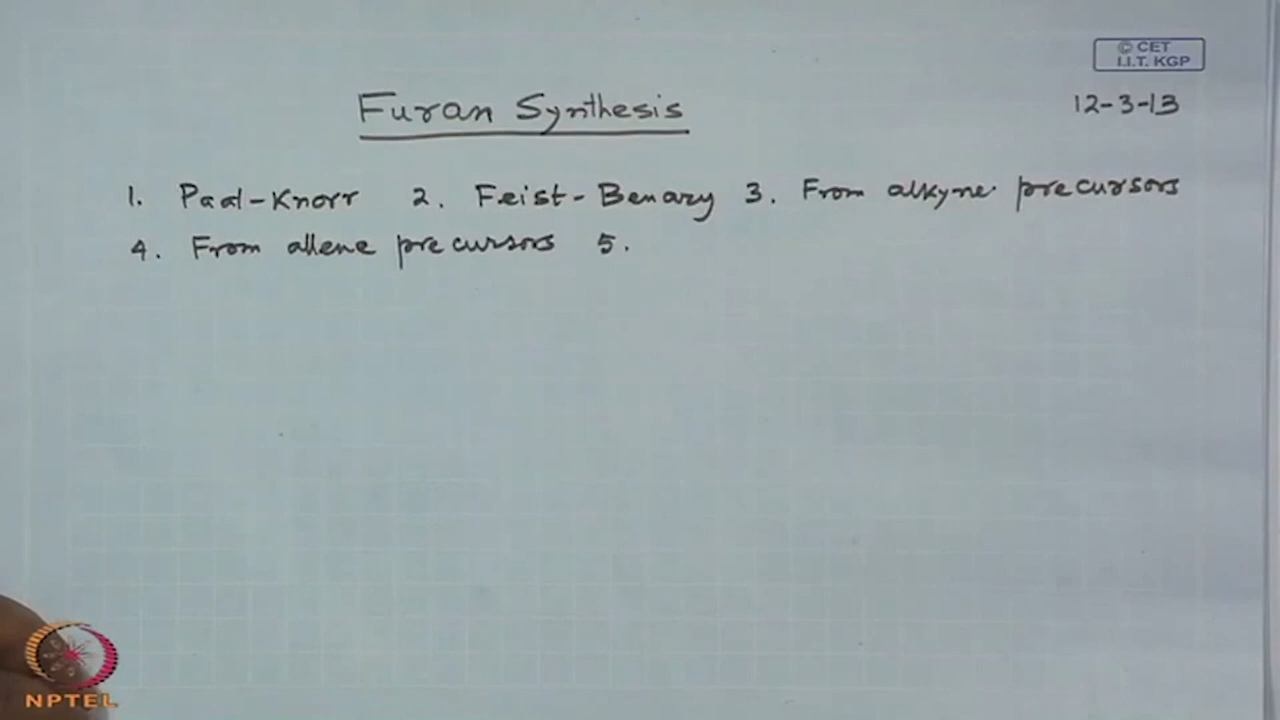 © CET
I.I.T. KGP
Furan Synthesis
12-3-13
1. Paal-Knorr 2. Feist-Benary 3. From alkyne precursors
4. From allene precursors 5.
NPTEL